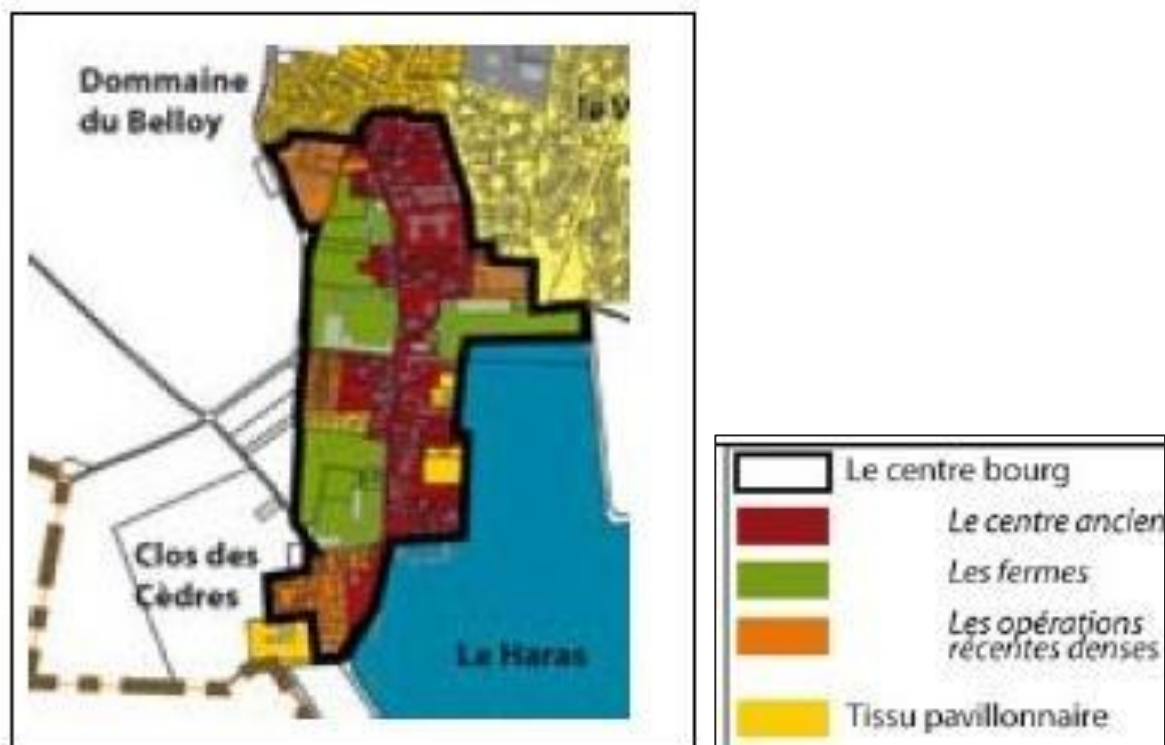 Dommaine
du Belloy
la V
Clos des
Cèdres
Le Haras
Le centre bourg
Le centre ancien
Les fermes
Les opérations
récentes denses
Tissu pavillonnaire